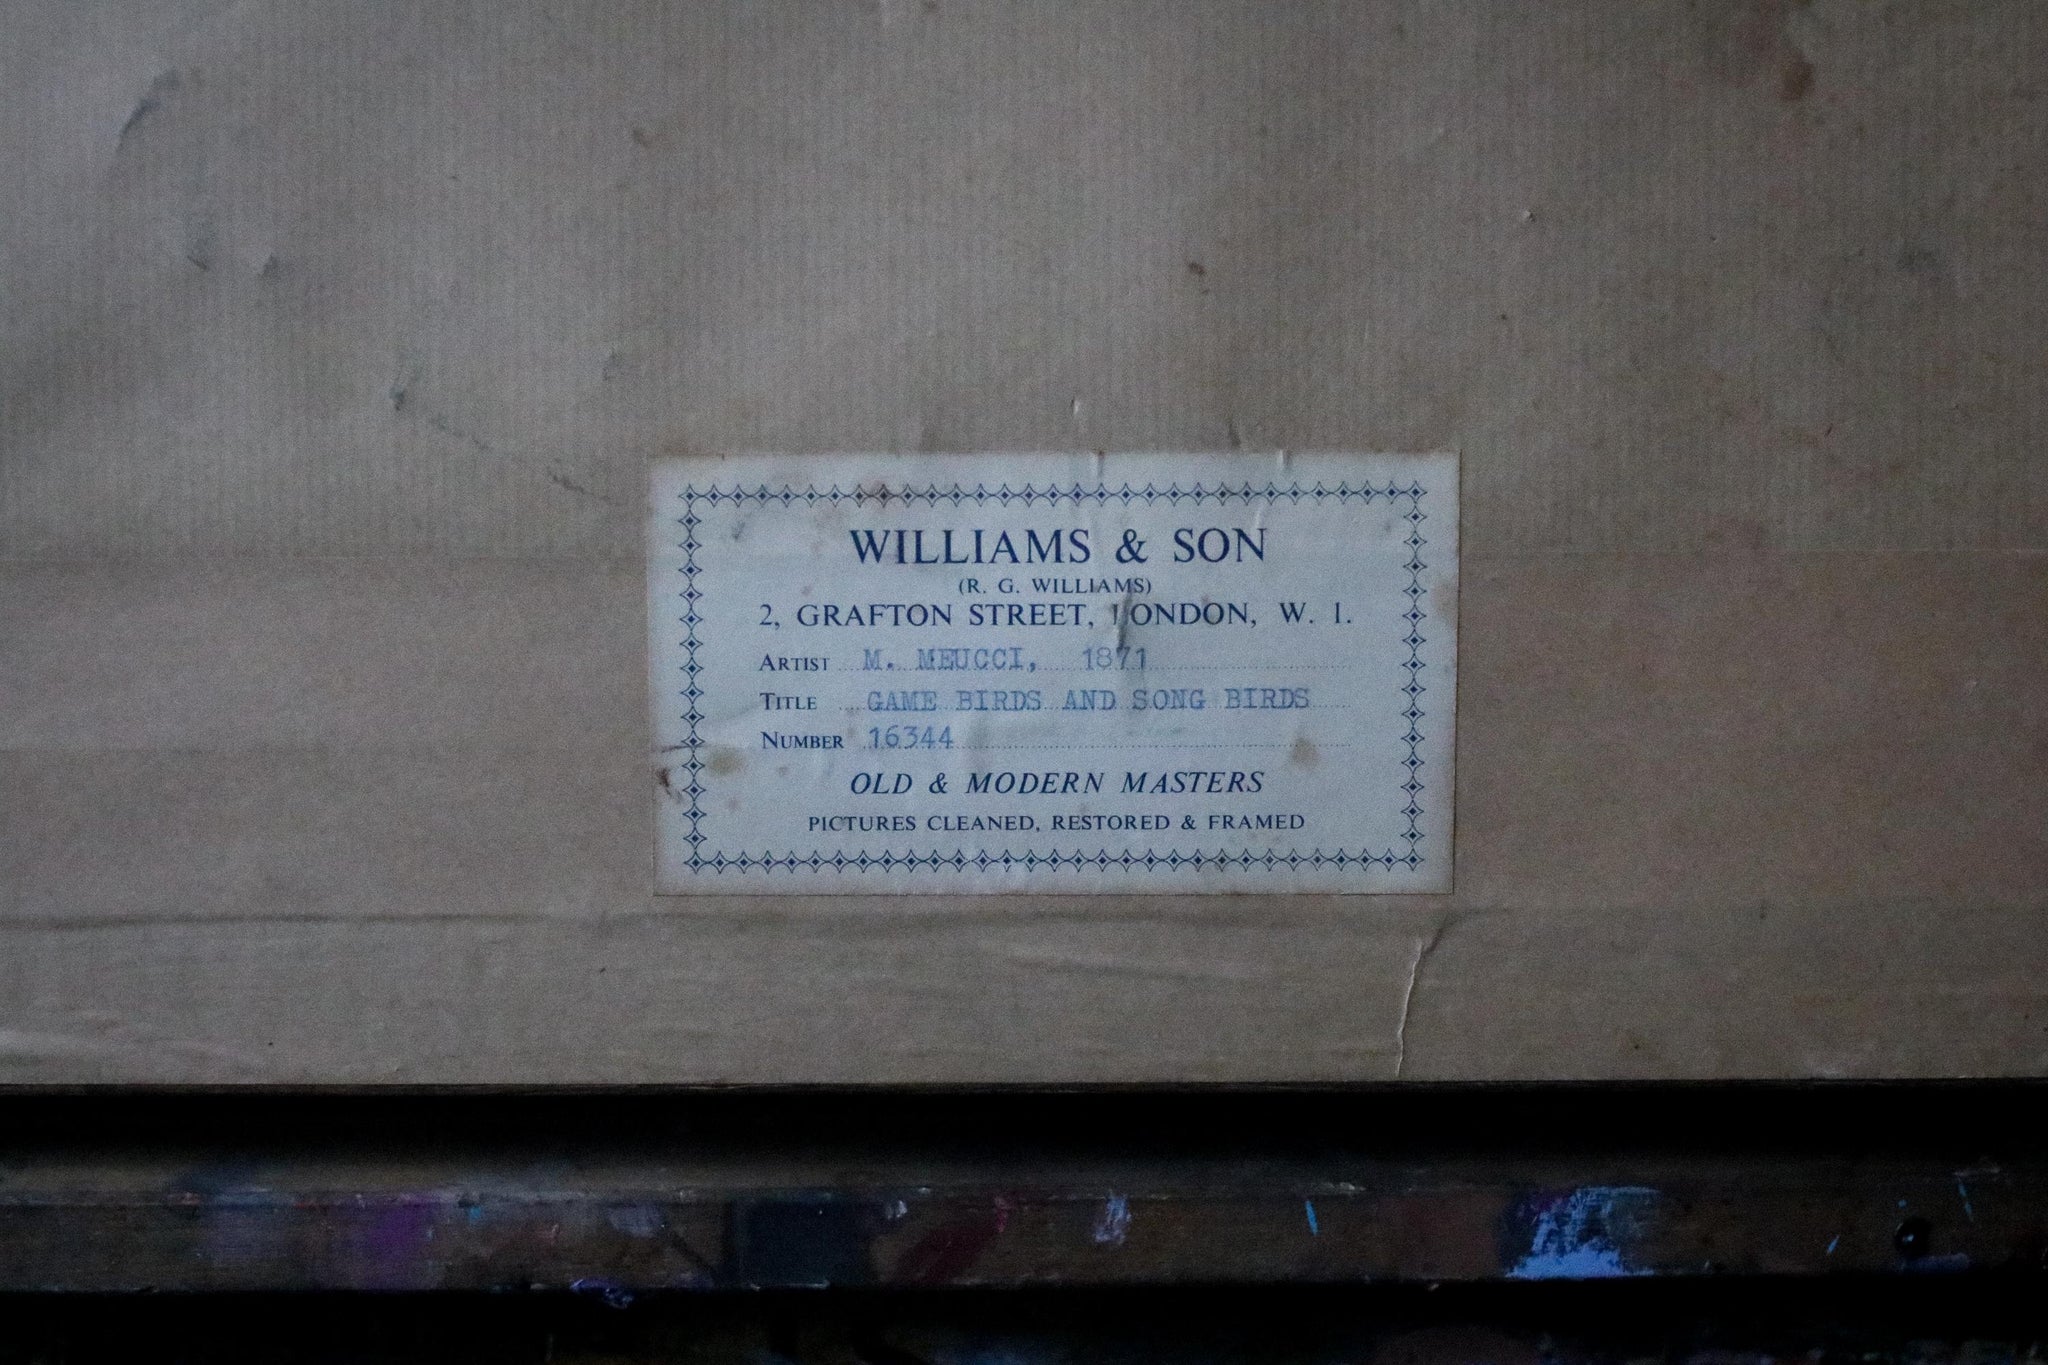 WILLIAMS & SON
(R. G. WILLIAMS)
2, GRAFTON STREET, LONDON, W. 1.
ARTIST M. MEUCCI, 1871
TITLE GAME BIRDS AND SONG BIRDS
NUMBER 16344
OLD & MODERN MASTERS
PICTURES CLEANED, RESTORED & FRAMED